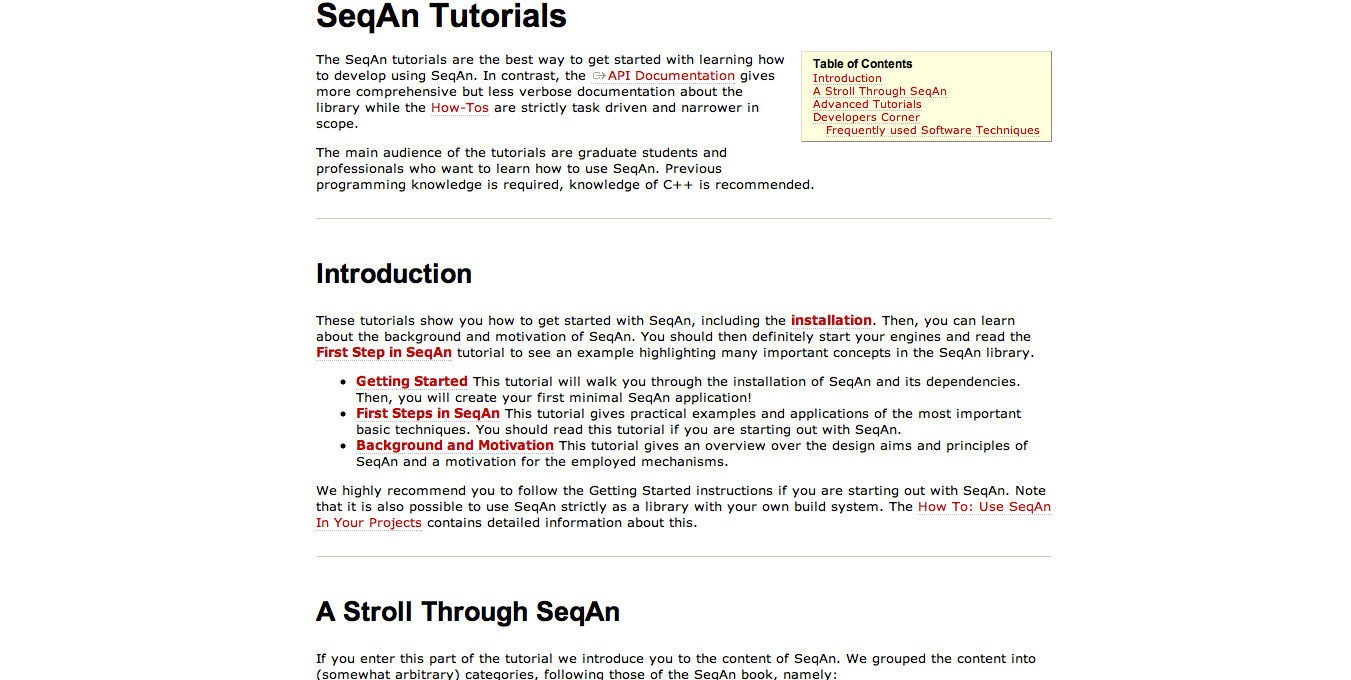 SeqAn Tutorials
The SeqAn tutorials are the best way to get started with learning how
to develop using SeqAn. In contrast, the API Documentation gives
more comprehensive but less verbose documentation about the
library while the How-Tos are strictly task driven and narrower in
scope.
Table of Contents
Introduction
A Stroll Through SeqAn
Advanced Tutorials
Developers Corner
Frequently used Software Techniques
The main audience of the tutorials are graduate students and
professionals who want to learn how to use SeqAn. Previous
programming knowledge is required, knowledge of C++ is recommended.
Introduction
These tutorials show you how to get started with SeqAn, including the installation. Then, you can learn
about the background and motivation of SeqAn. You should then definitely start your engines and read the
First Step in SeqAn tutorial to see an example highlighting many important concepts in the SeqAn library.
• Getting Started This tutorial will walk you through the installation of SeqAn and its dependencies.
Then, you will create your first minimal SeqAn application!
• First Steps in SeqAn This tutorial gives practical examples and applications of the most important
basic techniques. You should read this tutorial if you are starting out with SeqAn.
• Background and Motivation This tutorial gives an overview over the design aims and principles of
SeqAn and a motivation for the employed mechanisms.
We highly recommend you to follow the Getting Started instructions if you are starting out with SeqAn. Note
that it is also possible to use SeqAn strictly as a library with your own build system. The How To: Use SeqAn
In Your Projects contains detailed information about this.
A Stroll Through SeqAn
If you enter this part of the tutorial we introduce you to the content of SeqAn. We grouped the content into
(somewhat arbitrary) categories, following those of the SeqAn book, namely: